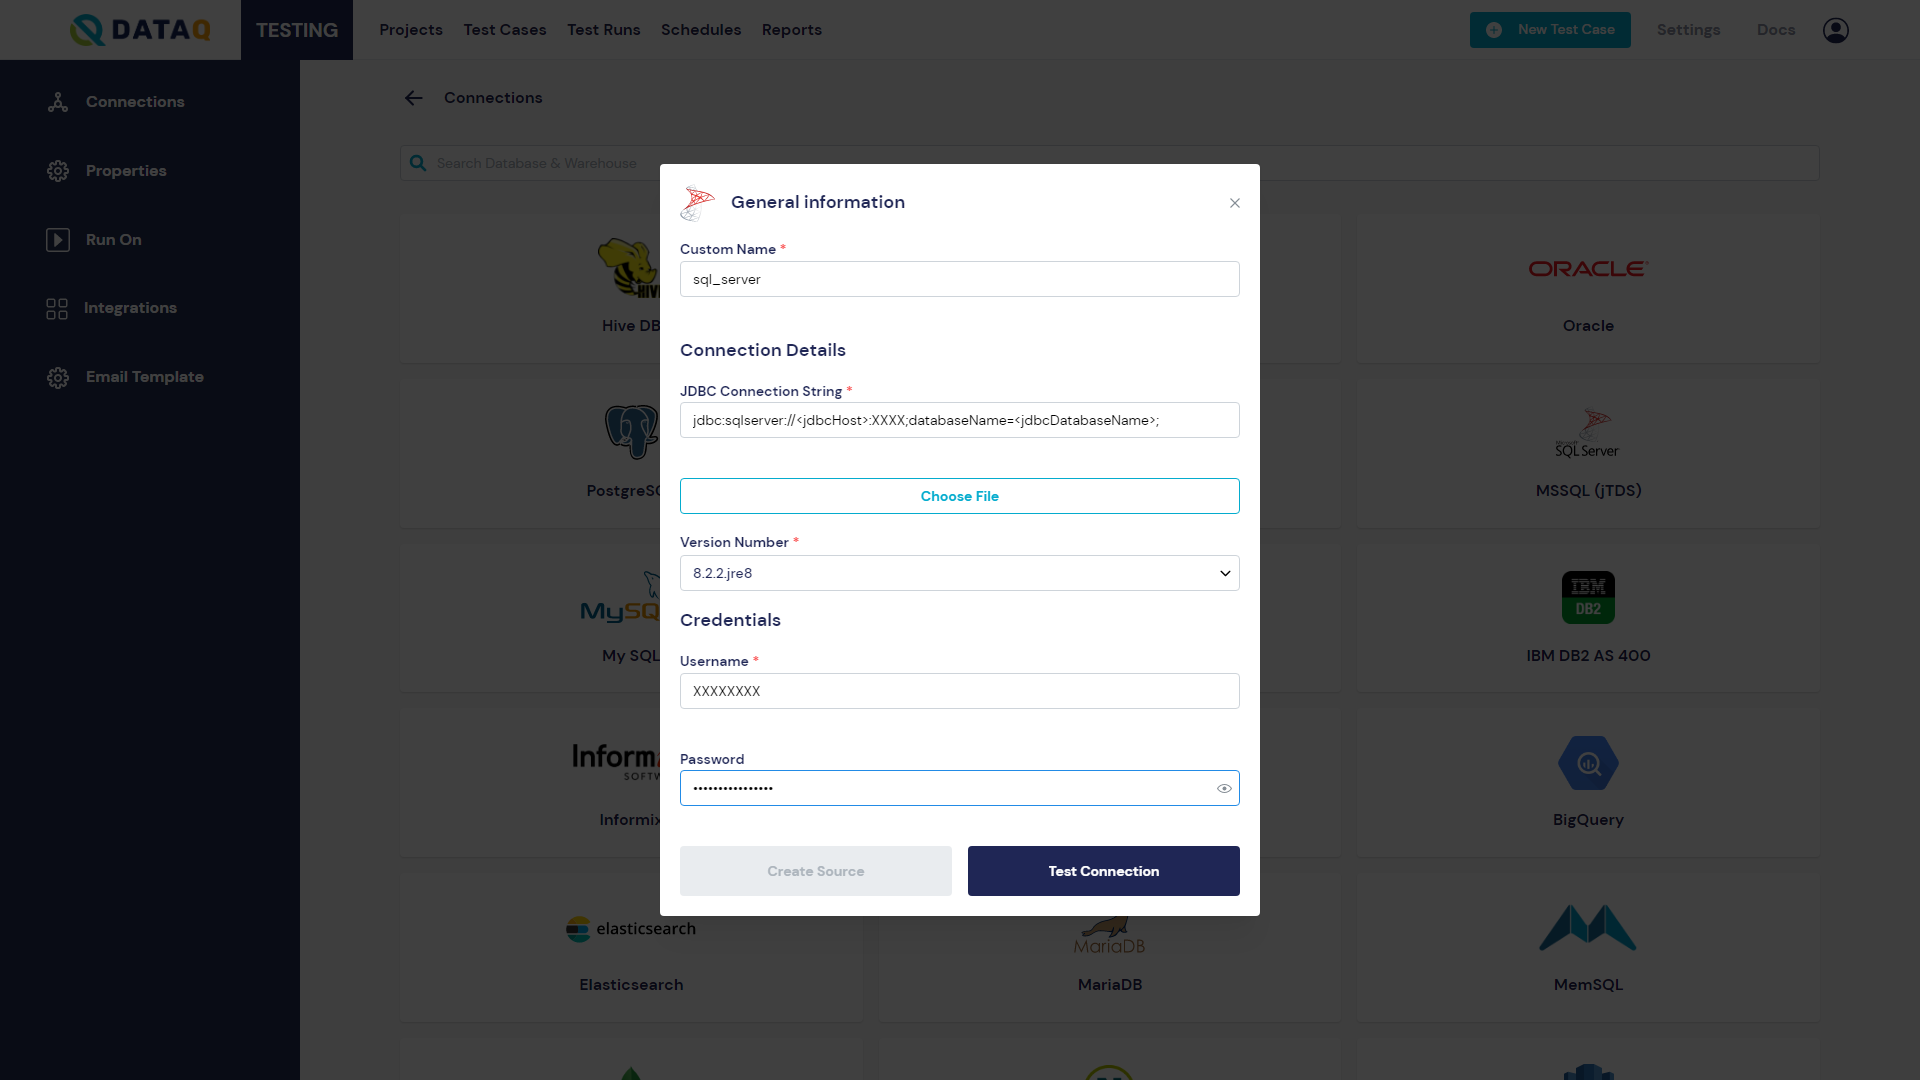 DATAQ
TESTING
Projects
Test Cases
Test Runs
Schedules
Reports
New Test Case
Settings
Docs
Connections
Properties
Run On
Integrations
Email Template
Connections
Search Database & Warehouse
General information
Custom Name *
sql_server
Connection Details
JDBC Connection String *
jdbc:sqlserver://<jdbcHost>:XXXX;databaseName=<jdbcDatabaseName>;
Choose File
Version Number *
8.2.2.jre8
Credentials
Username *
XXXXXXXX
Password
••••••••••••••••
Create Source
Test Connection
HIV
Hive DB
ORACLE
Oracle
PostgreSQ
Microsoft
SQL Server
MSSQL (jTDS)
MySQ
My SQL
IBM
DB2
IBM DB2 AS 400
Inform
SOFTW
Informix
BigQuery
elasticsearch
Elasticsearch
MariaDB
MariaDB
MemSQL